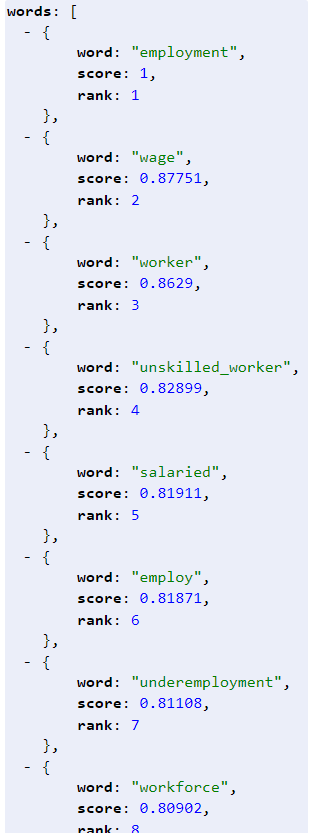 words: [
- {
word: "employment",
score: 1,
rank: 1
},
- {
word: "wage",
score: 0.87751,
rank: 2
},
- {
word: "worker",
score: 0.8629,
rank: 3
},
- {
word: "unskilled_worker",
score: 0.82899,
rank: 4
},
- {
word: "salaried",
score: 0.81911,
rank: 5
},
- {
word: "employ",
score: 0.81871,
rank: 6
},
- {
word: "underemployment",
score: 0.81108,
rank: 7
},
- {
word: "workforce",
score: 0.80902,
rank: 8